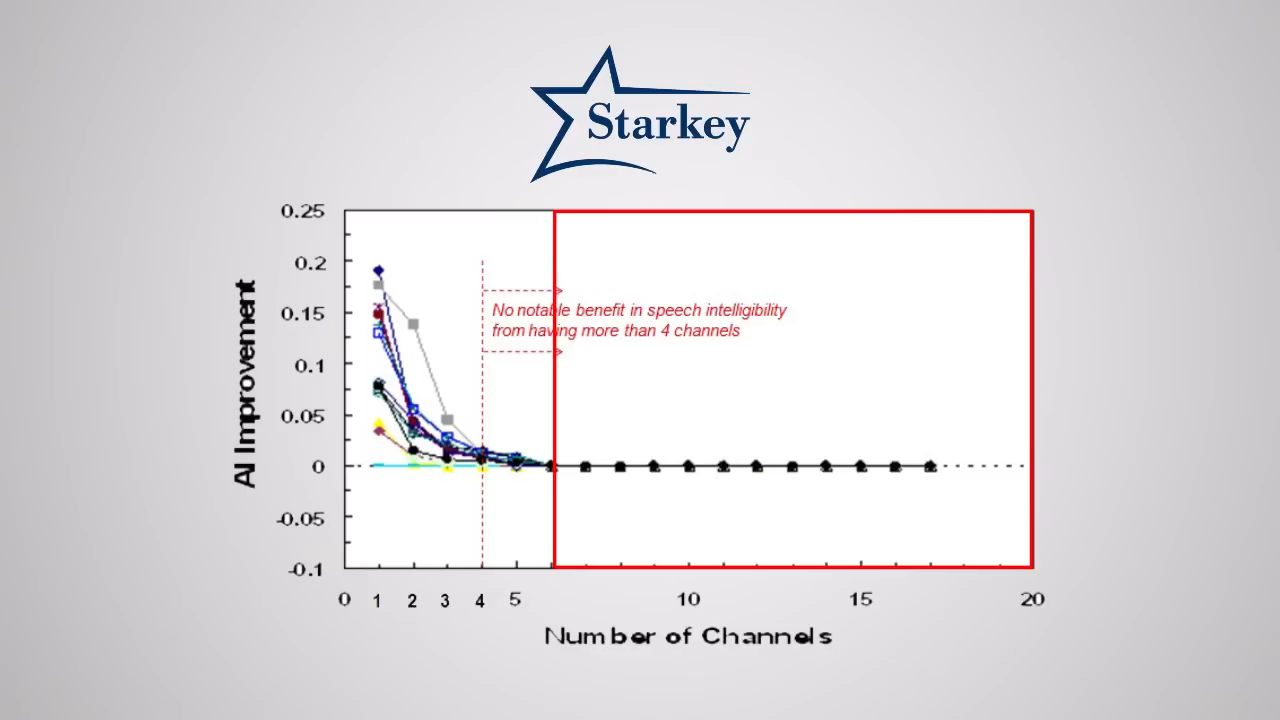 Starkey
0.25
0.2
0.15
0.1
0.05
0
-0.05
-0.1
AI Improvement
No notable benefit in speech intelligibility
from having more than 4 channels
0 1 2 3 4 5 10 15 20
Number of Channels